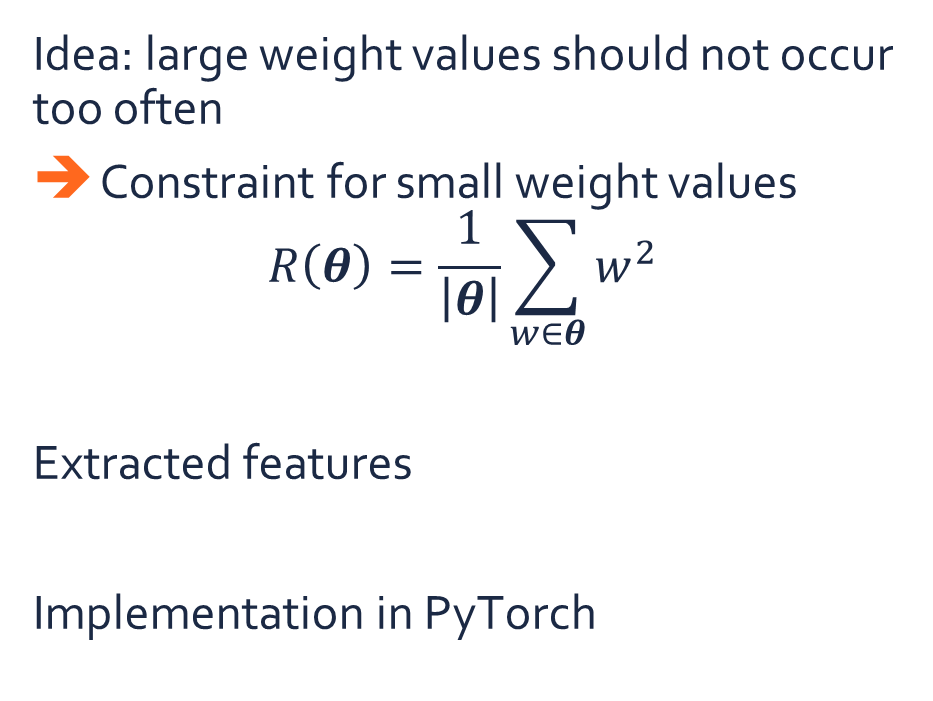 Idea: large weight values should not occur
too often
➔ Constraint for small weight values
R(θ) = 1/|θ| ∑_{w∈θ} w²
Extracted features
Implementation in PyTorch